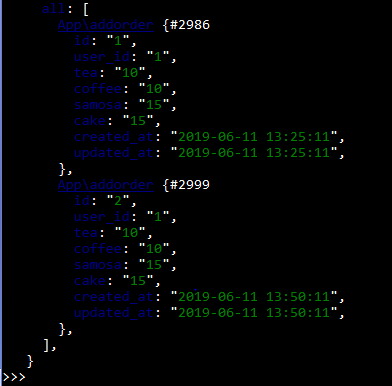 all: [
App\addorder {#2986
id: "1",
user_id: "1",
tea: "10",
coffee: "10",
samosa: "15",
cake: "15",
created_at: "2019-06-11 13:25:11",
updated_at: "2019-06-11 13:25:11",
},
App\addorder {#2999
id: "2",
user_id: "1",
tea: "10",
coffee: "10",
samosa: "15",
cake: "15",
created_at: "2019-06-11 13:50:11",
updated_at: "2019-06-11 13:50:11",
},
],
}
>>>